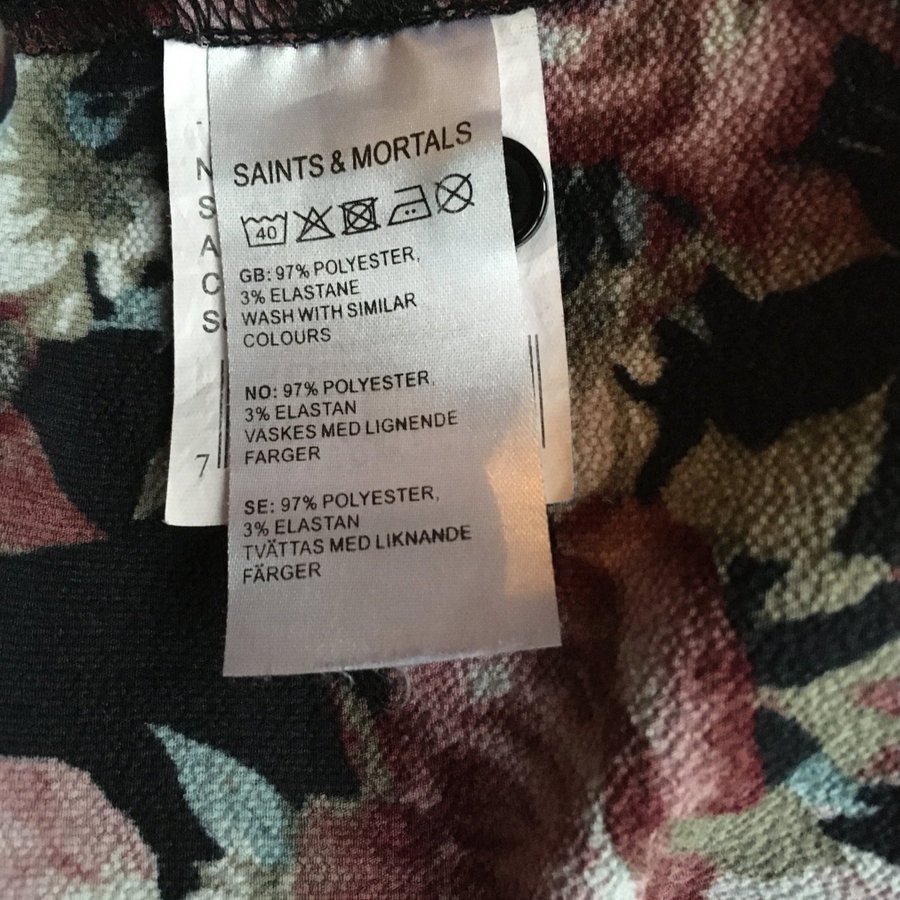 SAINTS & MORTALS
40
GB: 97% POLYESTER,
3% ELASTANE
WASH WITH SIMILAR
COLOURS
NO: 97% POLYESTER,
3% ELASTAN
VASKES MED LIGNENDE
FARGER
SE: 97% POLYESTER,
3% ELASTAN
TVÄTTAS MED LIKNANDE
FÄRGER
N
S
A
C
7